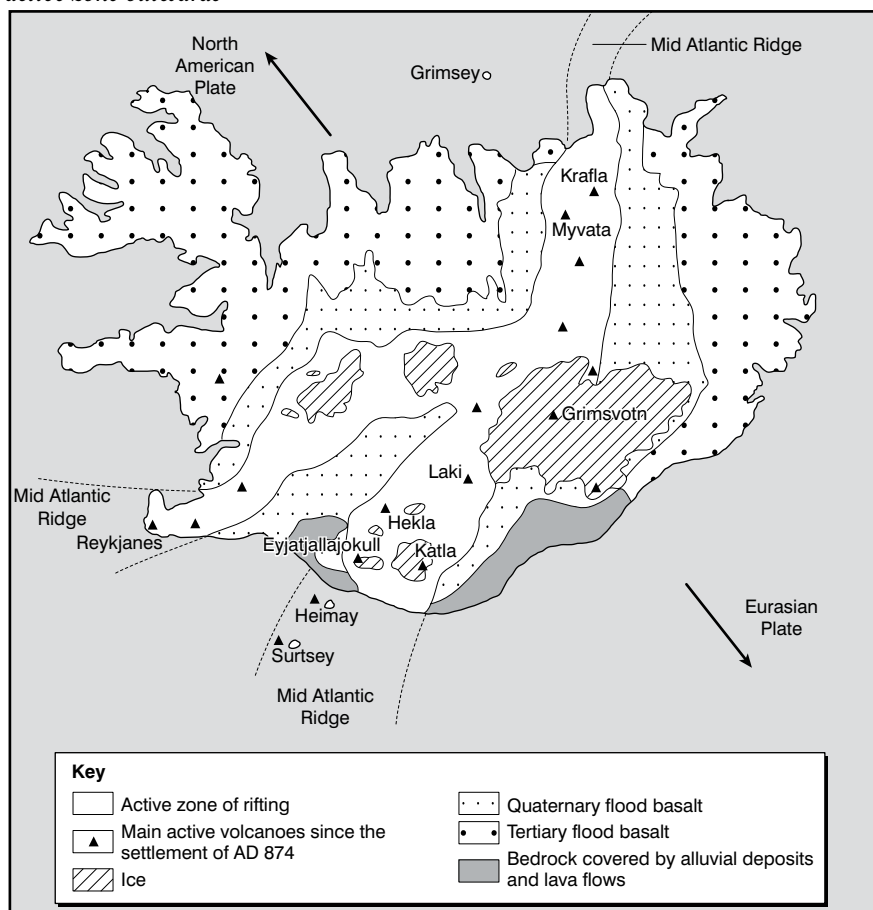 North
American
Plate
Grimsey
Mid Atlantic Ridge
Krafla
Myvata
Grimsvotn
Laki
Mid Atlantic
Ridge
Reykjanes
Hekla
Eyjatjallajokull
Katla
Heimay
Surtsey
Mid Atlantic
Ridge
Eurasian
Plate
Key
Active zone of rifting
Main active volcanoes since the
settlement of AD 874
Ice
Quaternary flood basalt
Tertiary flood basalt
Bedrock covered by alluvial deposits
and lava flows